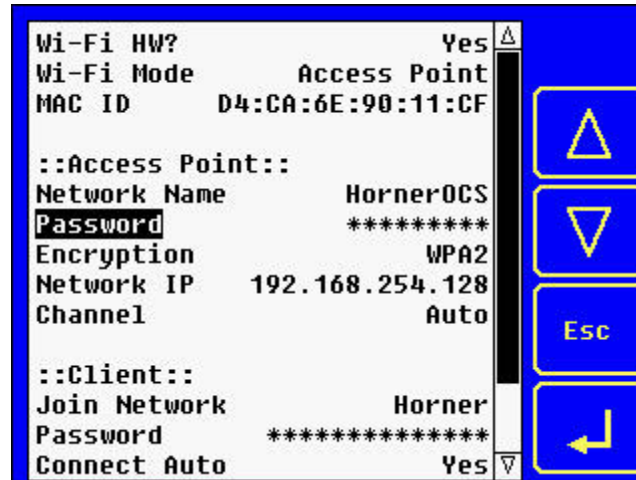 Wi-Fi HW? Yes
Wi-Fi Mode Access Point
MAC ID D4:CA:6E:90:11:CF
::Access Point::
Network Name HornerOCS
Password *********
Encryption WPA2
Network IP 192.168.254.128
Channel Auto
::Client::
Join Network Horner
Password **************
Connect Auto Yes
Esc